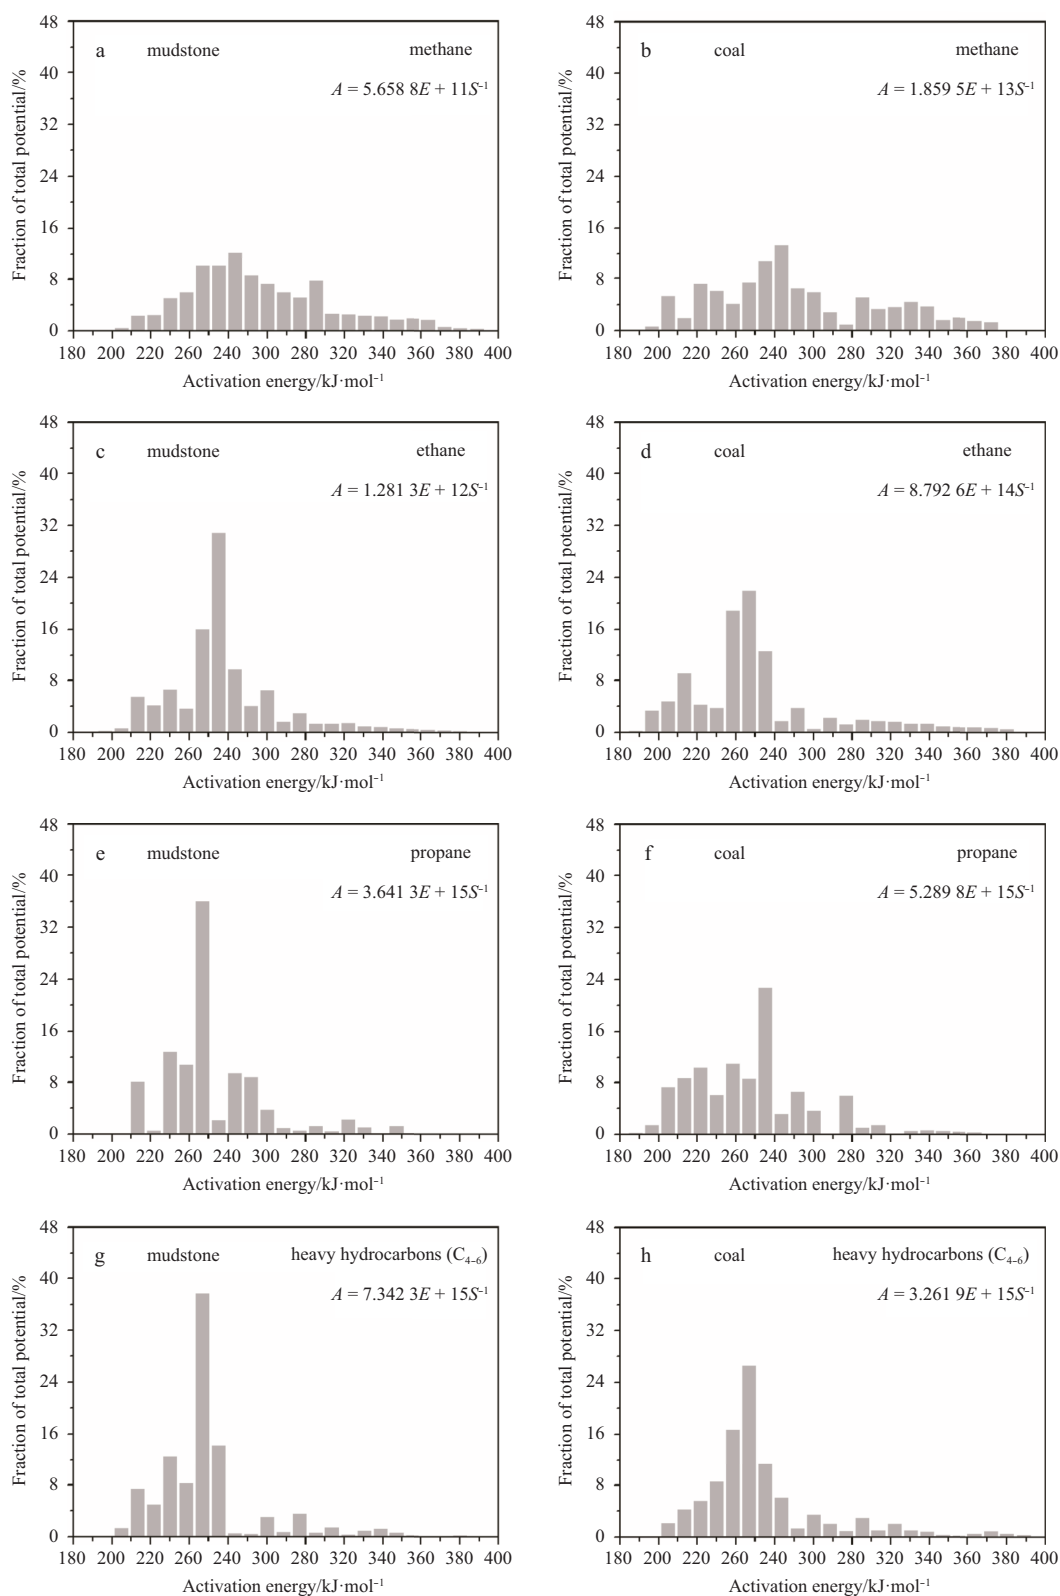 48
40
32
24
16
8
0
Fraction of total potential/%
a mudstone methane
A = 5.658 8E + 11S⁻¹
180 200 220 260 240 300 280 320 340 360 380 400
Activation energy/kJ·mol⁻¹
48
40
32
24
16
8
0
Fraction of total potential/%
b coal methane
A = 1.859 5E + 13S⁻¹
180 200 220 260 240 300 280 320 340 360 380 400
Activation energy/kJ·mol⁻¹
48
40
32
24
16
8
0
Fraction of total potential/%
c mudstone ethane
A = 1.281 3E + 12S⁻¹
180 200 220 260 240 300 280 320 340 360 380 400
Activation energy/kJ·mol⁻¹
48
40
32
24
16
8
0
Fraction of total potential/%
d coal ethane
A = 8.792 6E + 14S⁻¹
180 200 220 260 240 300 280 320 340 360 380 400
Activation energy/kJ·mol⁻¹
48
40
32
24
16
8
0
Fraction of total potential/%
e mudstone propane
A = 3.641 3E + 15S⁻¹
180 200 220 260 240 300 280 320 340 360 380 400
Activation energy/kJ·mol⁻¹
48
40
32
24
16
8
0
Fraction of total potential/%
f coal propane
A = 5.289 8E + 15S⁻¹
180 200 220 260 240 300 280 320 340 360 380 400
Activation energy/kJ·mol⁻¹
48
40
32
24
16
8
0
Fraction of total potential/%
g mudstone heavy hydrocarbons (C₄₋₆)
A = 7.342 3E + 15S⁻¹
180 200 220 260 240 300 280 320 340 360 380 400
Activation energy/kJ·mol⁻¹
48
40
32
24
16
8
0
Fraction of total potential/%
h coal heavy hydrocarbons (C₄₋₆)
A = 3.261 9E + 15S⁻¹
180 200 220 260 240 300 280 320 340 360 380 400
Activation energy/kJ·mol⁻¹